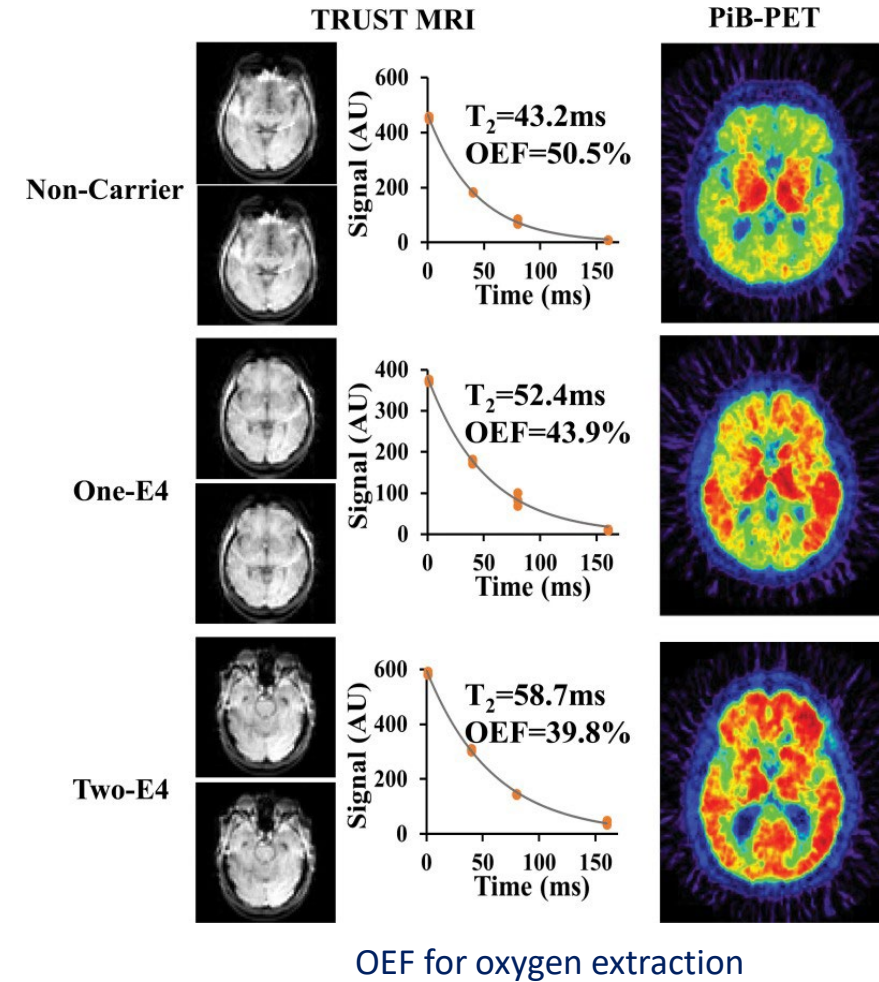 TRUST MRI
PiB-PET
Non-Carrier
Signal (AU)
600
400
200
0
T₂=43.2ms
OEF=50.5%
0 50 100 150
Time (ms)
One-E4
Signal (AU)
400
300
200
100
0
T₂=52.4ms
OEF=43.9%
0 50 100 150
Time (ms)
Two-E4
Signal (AU)
600
400
200
0
T₂=58.7ms
OEF=39.8%
0 50 100 150
Time (ms)
OEF for oxygen extraction